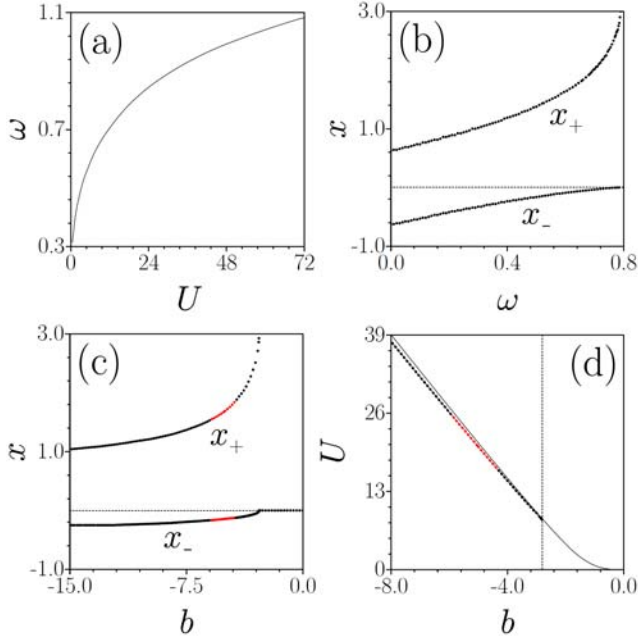 (a)
1.1
0.7
0.3
ω
0 24 48 72
U
(b)
3.0
1.0
-1.0
x
x+
x-
0.0 0.4 0.8
ω
(c)
3.0
1.0
-1.0
x
x+
x-
-15.0 -7.5 0.0
b
(d)
39
26
13
0
U
-8.0 -4.0 0.0
b